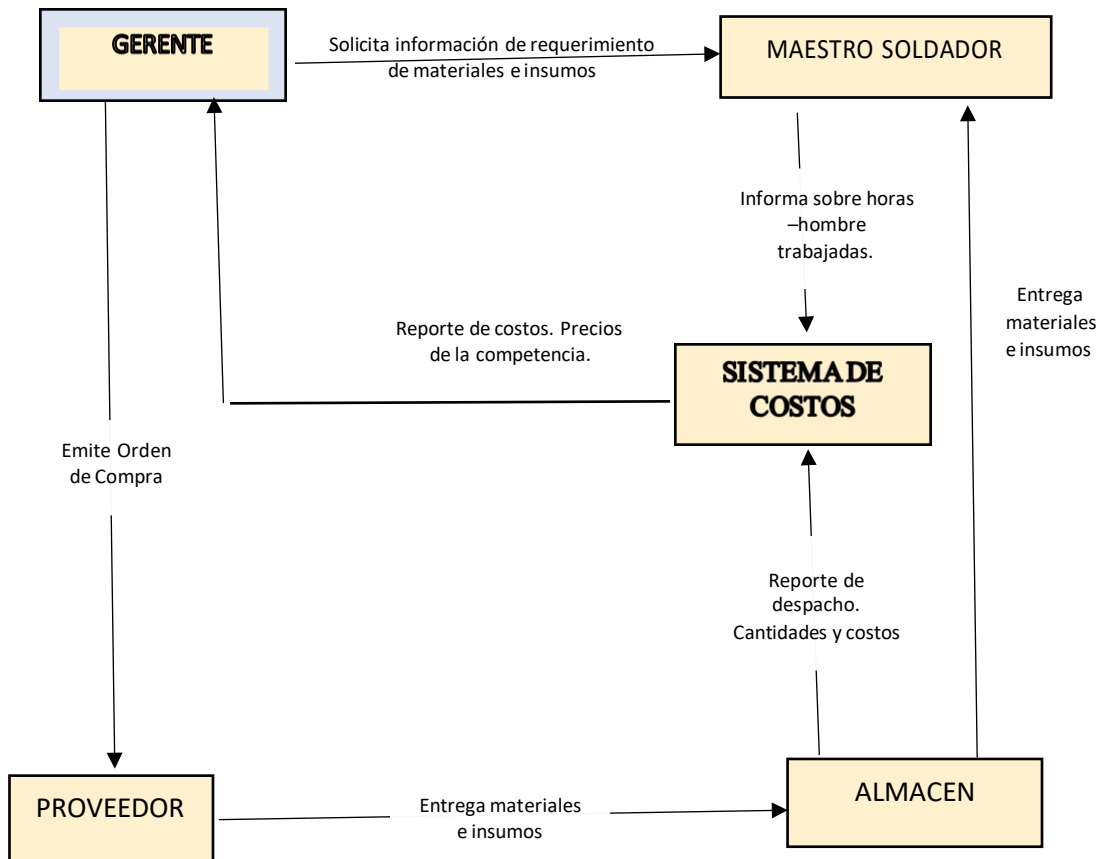 GERENTE
Solicita información de requerimiento
de materiales e insumos
MAESTRO SOLDADOR
Informa sobre horas
–hombre
trabajadas.
Entrega
materiales
e insumos
Reporte de costos. Precios
de la competencia.
SISTEMA DE
COSTOS
Emite Orden
de Compra
Reporte de
despacho.
Cantidades y costos
PROVEEDOR
Entrega materiales
e insumos
ALMACEN